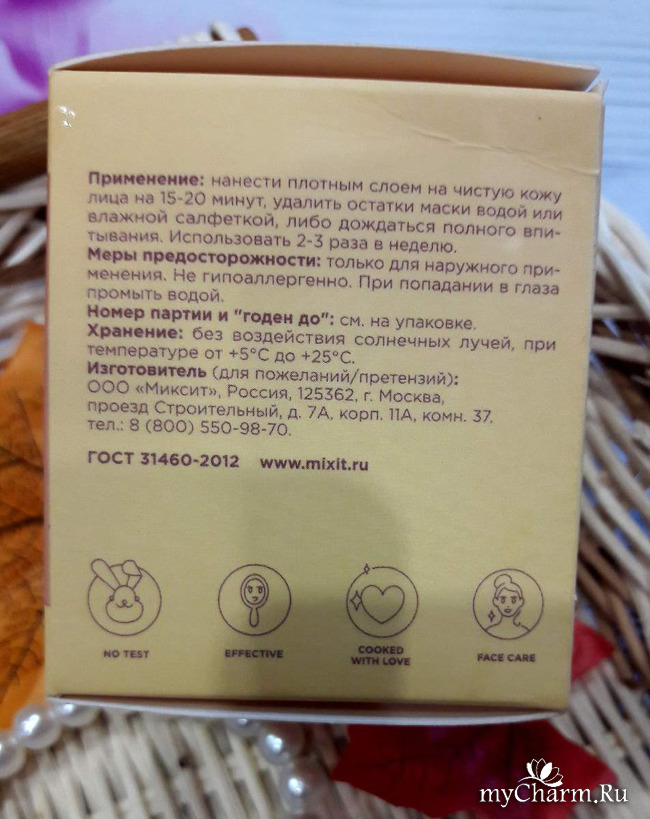 Применение: нанести плотным слоем на чистую кожу
лица на 15-20 минут, удалить остатки маски водой или
влажной салфеткой, либо дождаться полного впи-
тывания. Использовать 2-3 раза в неделю.
Меры предосторожности: только для наружного при-
менения. Не гипоаллергенно. При попадании в глаза
промыть водой.
Номер партии и "годен до": см. на упаковке.
Хранение: без воздействия солнечных лучей, при
температуре от +5°C до +25°C.
Изготовитель (для пожеланий/претензий):
ООО «Миксит», Россия, 125362, г. Москва,
проезд Строительный, д. 7А, корп. 11А, комн. 37,
тел.: 8 (800) 550-98-70.
ГОСТ 31460-2012 www.mixit.ru
NO TEST
EFFECTIVE
COOKED
WITH LOVE
FACE CARE
myCharm.Ru